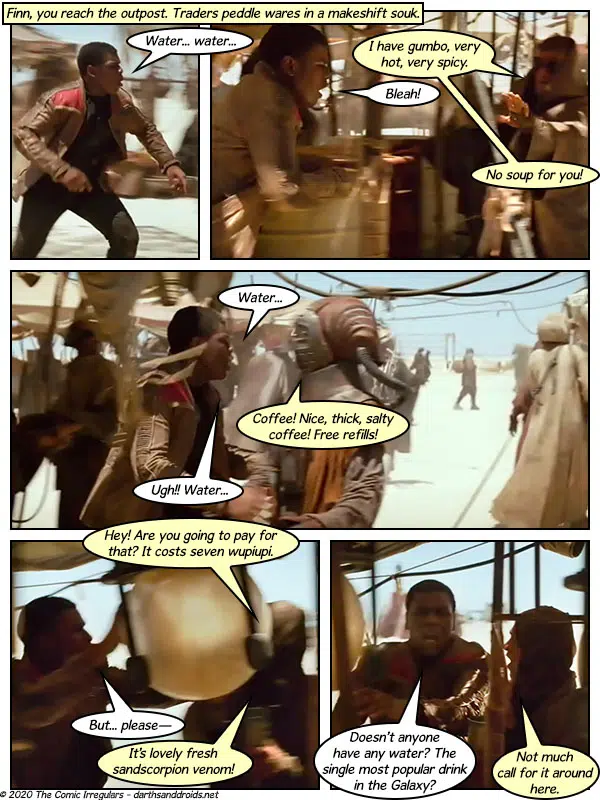 Finn, you reach the outpost. Traders peddle wares in a makeshift souk.
Water... water...
I have gumbo, very
hot, very spicy.
Bleah!
No soup for you!
Water...
Coffee! Nice, thick, salty
coffee! Free refills!
Ugh!! Water...
Hey! Are you going to pay for
that? It costs seven wupiupi.
But... please—
It's lovely fresh
sandscorpion venom!
Doesn't anyone
have any water? The
single most popular drink
in the Galaxy?
Not much
call for it around
here.
© 2020 The Comic Irregulars – darthsanddroids.net